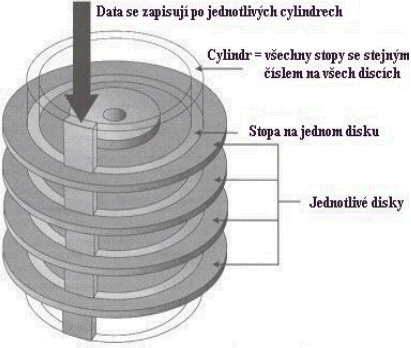 Data se zapisují po jednotlivých cylindrech
Cylindr = všechny stopy se stejným
číslem na všech discích
Stopa na jednom disku
Jednotlivé disky